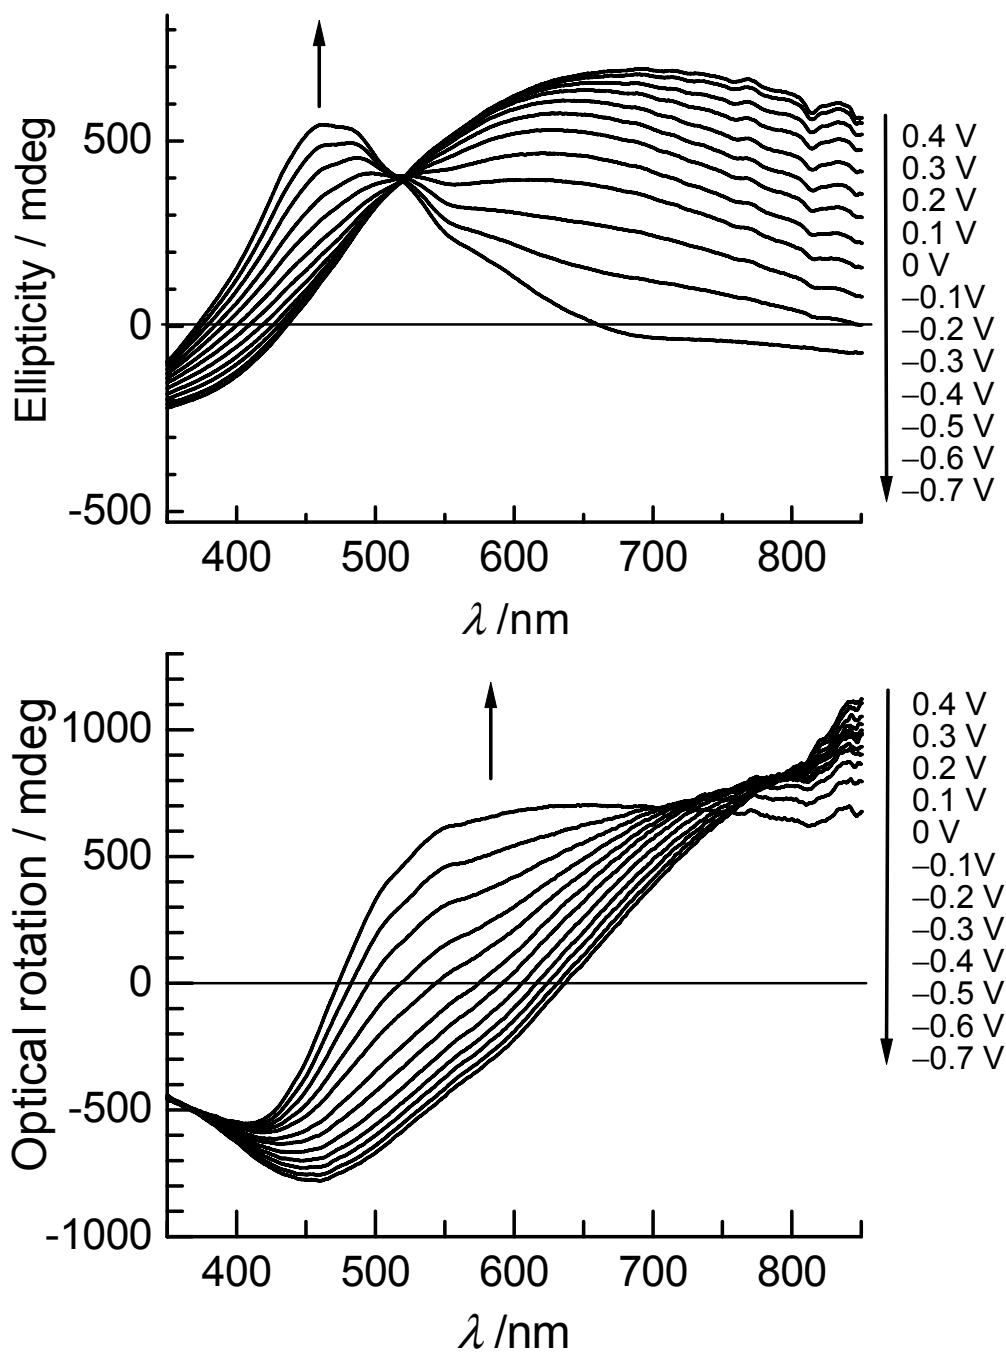 Ellipticity / mdeg
500
0
-500
400 500 600 700 800
λ /nm
0.4 V
0.3 V
0.2 V
0.1 V
0 V
−0.1V
−0.2 V
−0.3 V
−0.4 V
−0.5 V
−0.6 V
−0.7 V
Optical rotation / mdeg
1000
500
0
-500
-1000
400 500 600 700 800
λ /nm
0.4 V
0.3 V
0.2 V
0.1 V
0 V
−0.1V
−0.2 V
−0.3 V
−0.4 V
−0.5 V
−0.6 V
−0.7 V